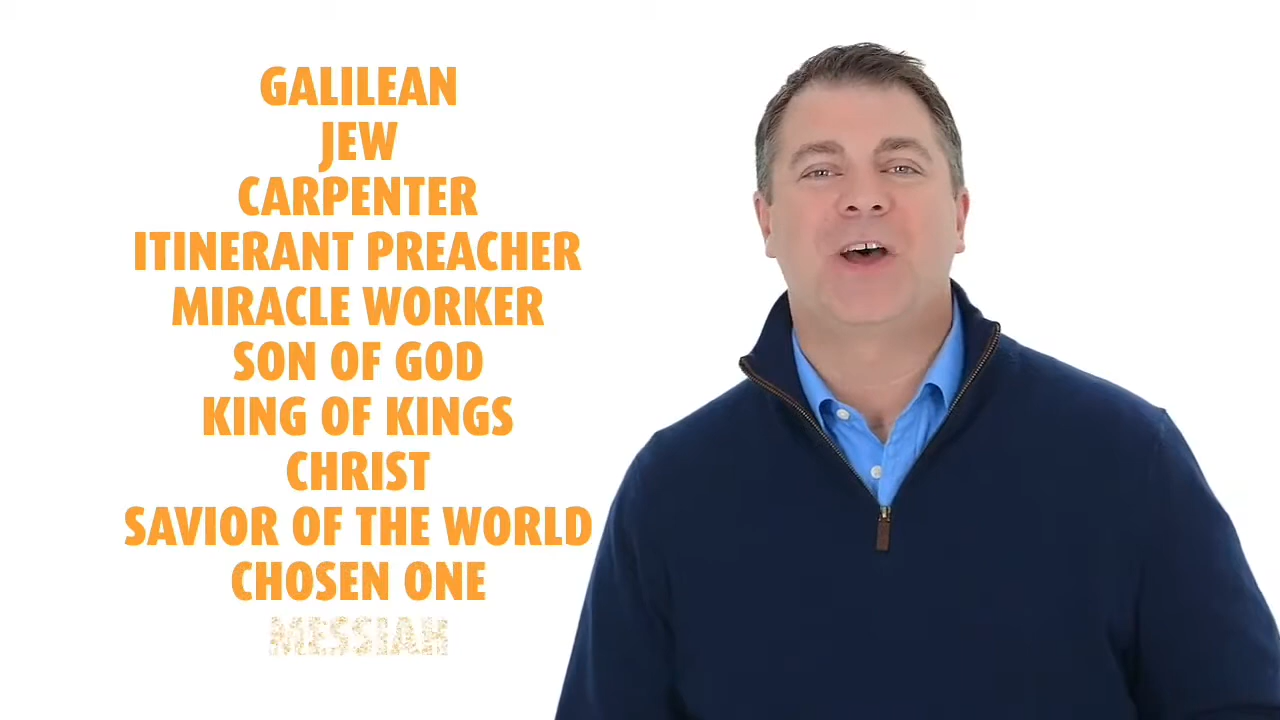 GALILEAN
JEW
CARPENTER
ITINERANT PREACHER
MIRACLE WORKER
SON OF GOD
KING OF KINGS
CHRIST
SAVIOR OF THE WORLD
CHOSEN ONE
MESSIAH